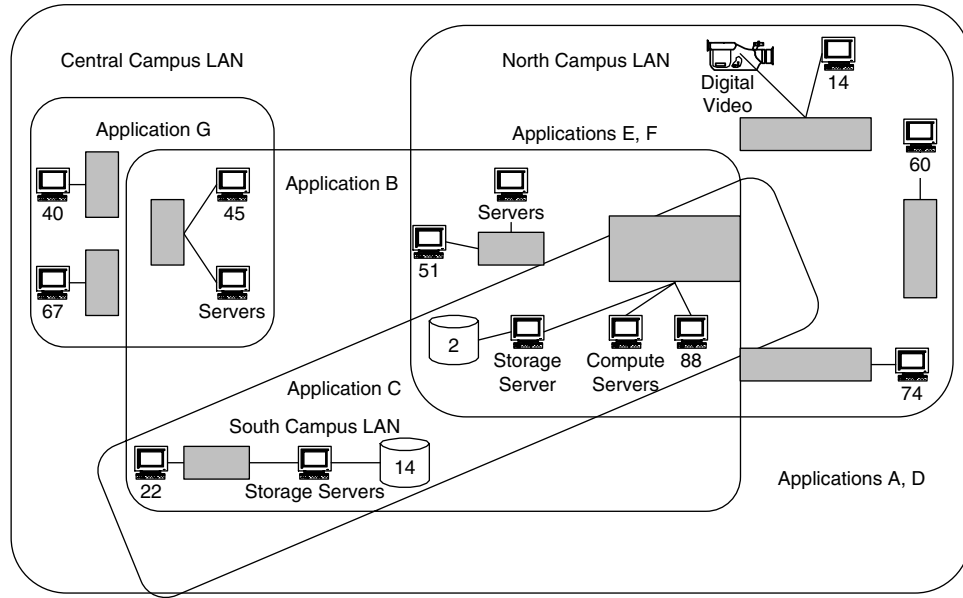 Central Campus LAN
North Campus LAN
Digital
Video
14
Application G
Applications E, F
60
40
45
Application B
Servers
51
67
Servers
2
Storage
Server
Compute
Servers
88
74
Application C
South Campus LAN
22
Storage Servers
14
Applications A, D